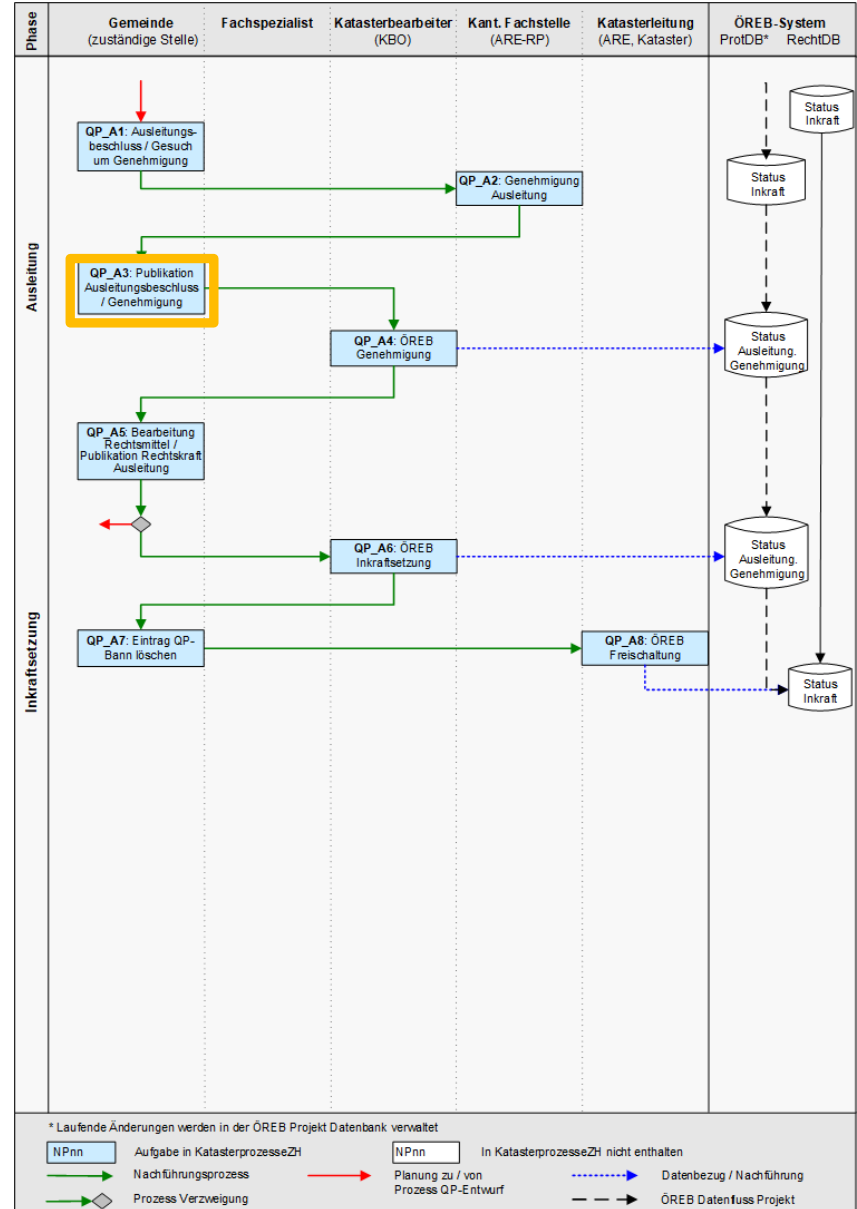 Phase
Gemeinde
(zuständige Stelle)
Fachspezialist
Katasterbearbeiter
(KBO)
Kant. Fachstelle
(ARE-RP)
Katasterleitung
(ARE, Kataster)
ÖREB-System
ProtDB* RechtDB
Ausleitung
Status
Inkraft
QP_A1: Ausleitungs-
beschluss / Gesuch
um Genehmigung
Status
Inkraft
QP_A2: Genehmigung
Ausleitung
QP_A3: Publikation
Ausleitungsbeschluss
/ Genehmigung
QP_A4: ÖREB
Genehmigung
Status
Ausleitung.
Genehmigung
QP_A5: Bearbeitung
Rechtsmittel /
Publikation Rechtskraft
Ausleitung
QP_A6: ÖREB
Inkraftsetzung
Status
Ausleitung.
Genehmigung
Inkraftsetzung
QP_A7: Eintrag QP-
Bann löschen
QP_A8: ÖREB
Freischaltung
Status
Inkraft
* Laufende Änderungen werden in der ÖREB Projekt Datenbank verwaltet
NPnn Aufgabe in KatasterprozesseZH
NPnn In KatasterprozesseZH nicht enthalten
Nachführungsprozess
Planung zu / von
Prozess QP-Entwurf
Datenbezug / Nachführung
Prozess Verzweigung
ÖREB Datenfluss Projekt